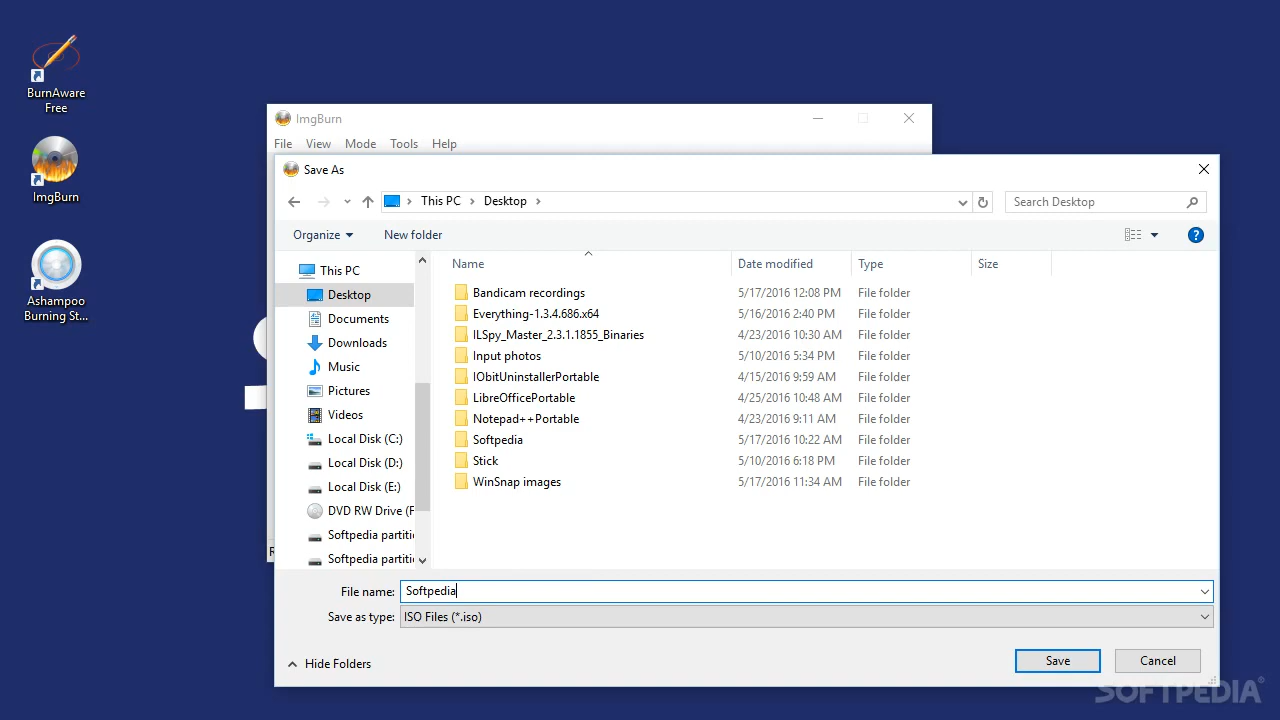 BurnAware
Free
ImgBurn
Ashampoo
Burning St...
ImgBurn
File View Mode Tools Help
Save As
This PC Desktop
Search Desktop
Organize New folder
?
Name Date modified Type Size
This PC
Desktop
Documents
Downloads
Music
Pictures
Videos
Local Disk (C:)
Local Disk (D:)
Local Disk (E:)
DVD RW Drive (F
Softpedia partiti
Softpedia partiti
Bandicam recordings 5/17/2016 12:08 PM File folder
Everything-1.3.4.686.x64 5/16/2016 2:40 PM File folder
ILSpy_Master_2.3.1.1855_Binaries 4/23/2016 10:30 AM File folder
Input photos 5/10/2016 5:34 PM File folder
IObitUninstallerPortable 4/15/2016 9:59 AM File folder
LibreOfficePortable 4/25/2016 10:48 AM File folder
Notepad++Portable 4/23/2016 9:11 AM File folder
Softpedia 5/17/2016 10:22 AM File folder
Stick 5/10/2016 6:18 PM File folder
WinSnap images 5/17/2016 11:34 AM File folder
R
File name: Softpedia
Save as type: ISO Files (*.iso)
Hide Folders
Save Cancel
SOFTPEDIA®